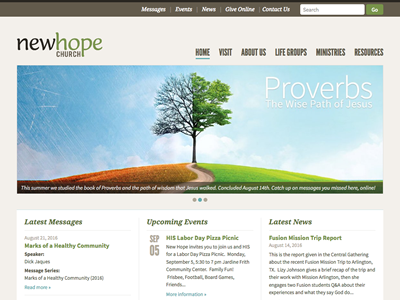 Messages | Events | News | Give Online | Contact Us
Search
Go
newhope
CHURCH
HOME VISIT ABOUT US LIFE GROUPS MINISTRIES RESOURCES
Proverbs
The Wise Path of Jesus
This summer we studied the book of Proverbs and the path of wisdom that Jesus walked. Concluded August 14th. Catch up on messages you missed here, online!
Latest Messages
August 21, 2016
Marks of a Healthy Community
Speaker:
Dick Jaques
Message Series:
Marks of a Healthy Community
(2016)
read more »
Upcoming Events
SEP
05
HIS Labor Day Pizza Picnic
New Hope invites you to join us and
HIS for a Labor Day Pizza Picnic.
Monday, September 5, 5:30 to 7 pm Jardine Frith
Community Center. Family Fun!
Frisbee, Football, Board Games,
Friends...
More information »
Latest News
Fusion Mission Trip Report
August 14, 2016
This is the report given in the Central Gathering
about the recent Fusion Mission Trip to Arlington,
TX. Lizy Johnson gives a brief recap of the trip and
their work with Mission Arlington, then she
engages two Fusion students Q&A about their
experiences and what they say God do...